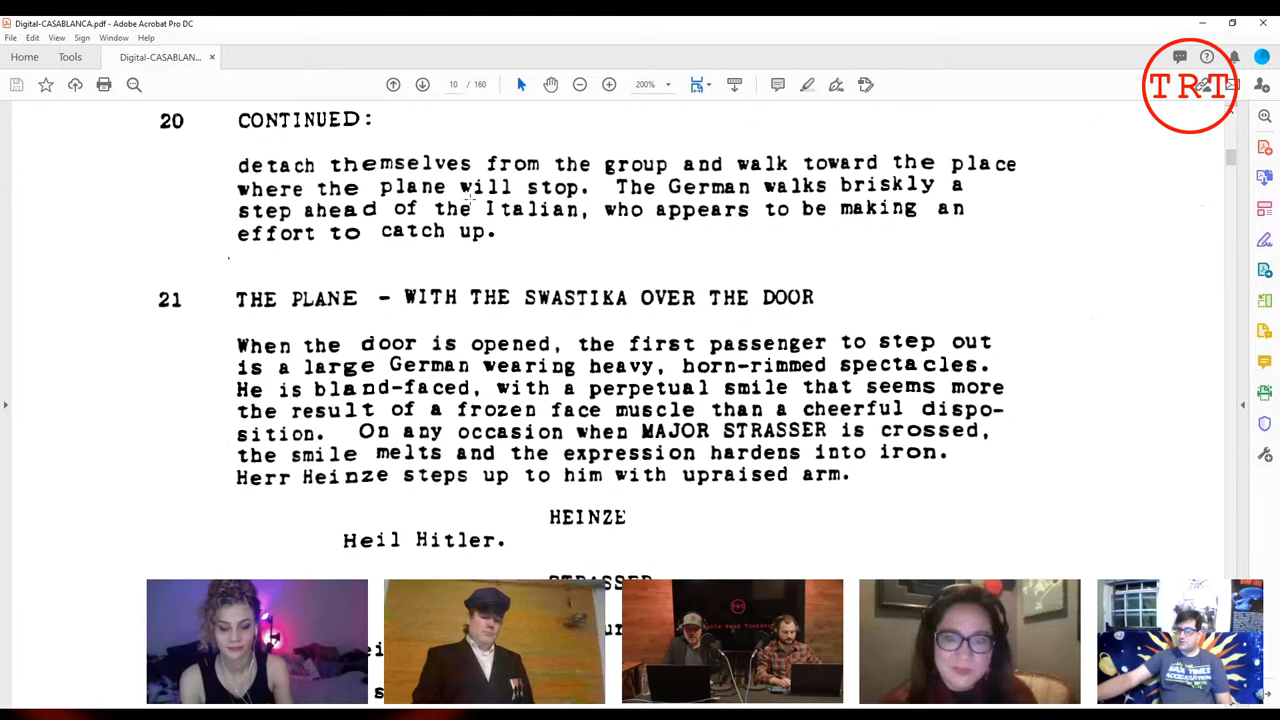 Digital-CASABLANCA.pdf - Adobe Acrobat Pro DC
File Edit View Sign Window Help
Home Tools Digital-CASABLAN... ×
10 / 160 200%
TRT
20 CONTINUED:
detach themselves from the group and walk toward the place
where the plane will stop. The German walks briskly a
step ahead of the Italian, who appears to be making an
effort to catch up.
21 THE PLANE - WITH THE SWASTIKA OVER THE DOOR
When the door is opened, the first passenger to step out
is a large German wearing heavy, horn-rimmed spectacles.
He is bland-faced, with a perpetual smile that seems more
the result of a frozen face muscle than a cheerful dispo-
sition. On any occasion when MAJOR STRASSER is crossed,
the smile melts and the expression hardens into iron.
Herr Heinze steps up to him with upraised arm.
HEINZE
Heil Hitler.
STRASSER
TRT